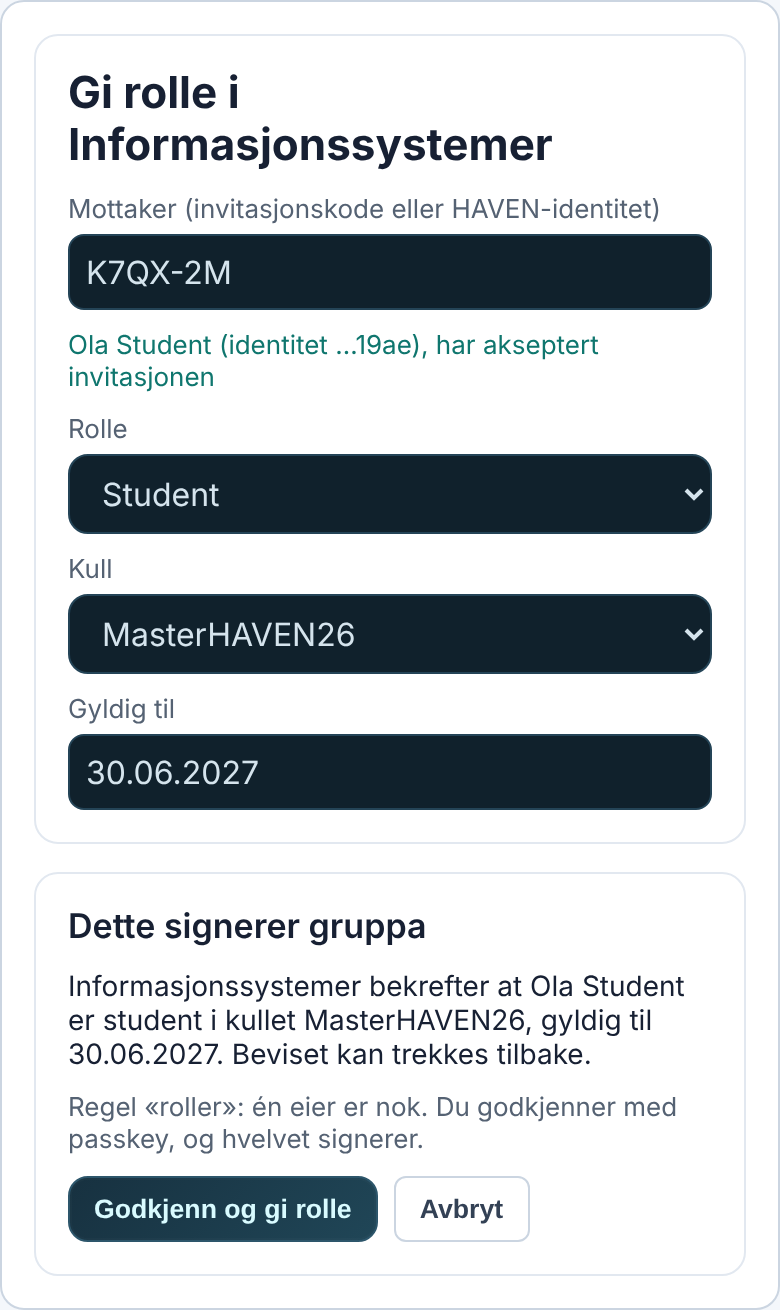 Gi rolle i
Informasjonssystemer
Mottaker (invitasjonskode eller HAVEN-identitet)
K7QX-2M
Ola Student (identitet …19ae), har akseptert
invitasjonen
Rolle
Student
Kull
MasterHAVEN26
Gyldig til
30.06.2027
Dette signerer gruppa
Informasjonssystemer bekrefter at Ola Student
er student i kullet MasterHAVEN26, gyldig til
30.06.2027. Beviset kan trekkes tilbake.
Regel «roller»: én eier er nok. Du godkjenner med
passkey, og hvelvet signerer.
Godkjenn og gi rolle
Avbryt